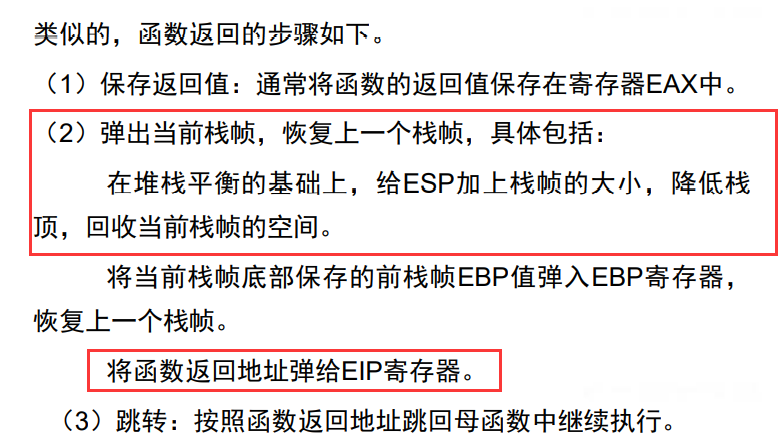 类似的，函数返回的步骤如下。
（1）保存返回值：通常将函数的返回值保存在寄存器EAX中。
（2）弹出当前栈帧，恢复上一个栈帧，具体包括：
在堆栈平衡的基础上，给ESP加上栈帧的大小，降低栈
顶，回收当前栈帧的空间。
将当前栈帧底部保存的前栈帧EBP值弹入EBP寄存器，
恢复上一个栈帧。
将函数返回地址弹给EIP寄存器。
（3）跳转：按照函数返回地址跳回母函数中继续执行。